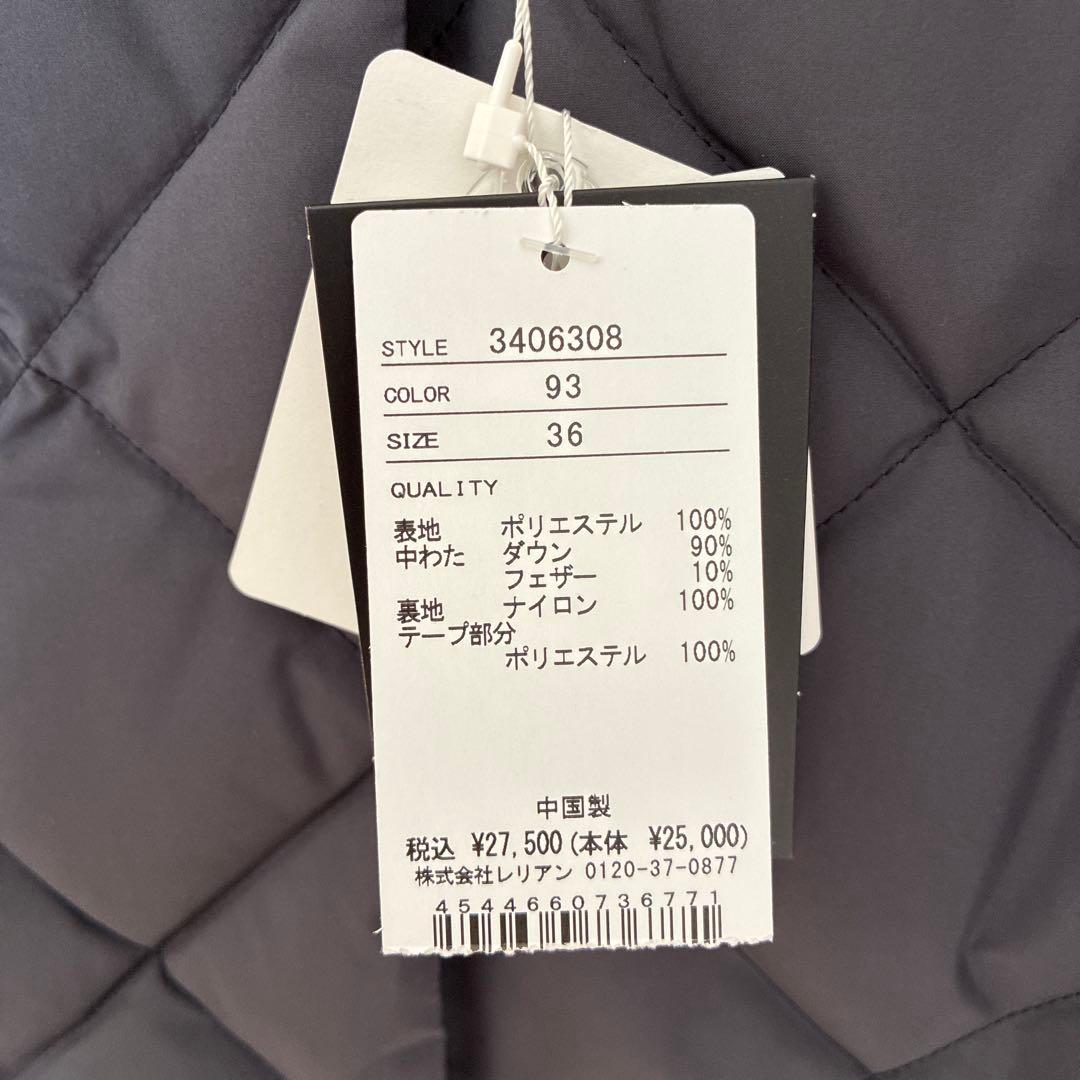 STYLE 3406308
COLOR 93
SIZE 36
QUALITY
表地 ポリエステル 100%
中わた ダウン 90%
フェザー 10%
裏地 ナイロン 100%
テープ部分
ポリエステル 100%
中国製
税込 ¥27,500(本体 ¥25,000)
株式会社レリアン 0120-37-0877
4544660736771